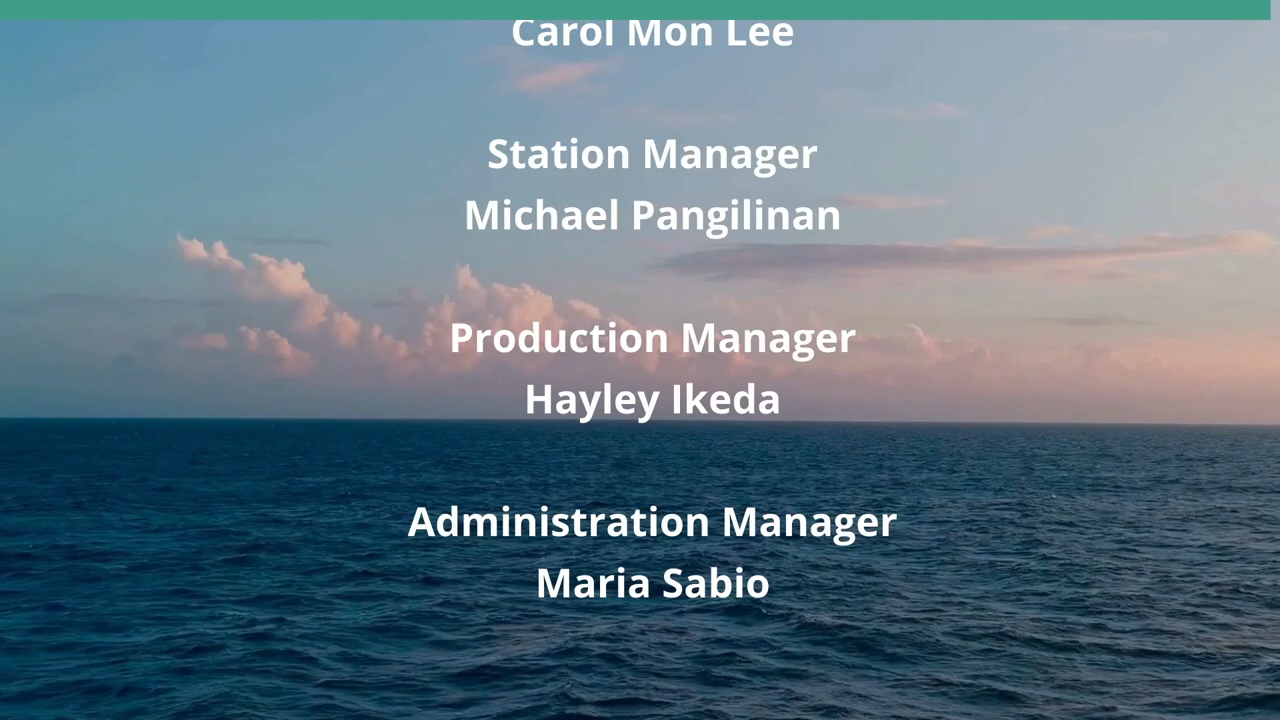 Carol Mon Lee
Station Manager
Michael Pangilinan
Production Manager
Hayley Ikeda
Administration Manager
Maria Sabio